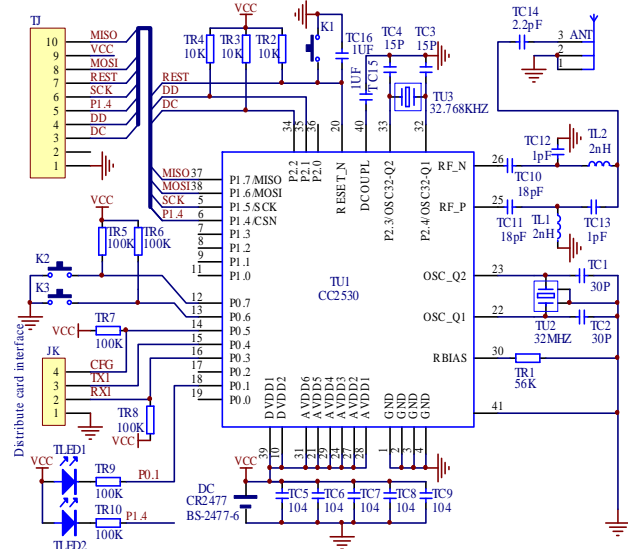 TJ
10 MISO
9 VCC
8 MOSI
7 REST
6 SCK
5 P1.4
4 DD
3 DC
2
1
VCC
TR4 10K
TR3 10K
TR2 10K
K1
TC16
1UF
1UF
TC15
TC4
15P
TC3
15P
TU3
32.768KHZ
TC14
2.2pF
3 ANT
2
1
REST
DD
DC
34 35 36 20 40 33 32
P2.2
P2.1
P2.0
RESET_N
DCOUPL
P2.3/OSC32-Q2
P2.4/OSC32-Q1
MISO 37 P1.7/MISO
MOSI 38 P1.6/MOSI
SCK 5 P1.5/SCK
P1.4 6 P1.4/CSN
7 P1.3
8 P1.2
9 P1.1
11 P1.0
12 P0.7
13 P0.6
14 P0.5
15 P0.4
16 P0.3
17 P0.2
18 P0.1
19 P0.0
TU1
CC2530
RF_N 26
RF_P 25
OSC_Q2 23
OSC_Q1 22
RBIAS 30
41
TC12
1pF
TL2
2nH
TC10
18pF
TC11
18pF
TL1
2nH
TC13
1pF
TC1
30P
TU2
32MHZ
TC2
30P
TR1
56K
VCC
TR5
100K
TR6
100K
K2
K3
VCC
TR7
100K
JK
4 CFG
3 TX1
2 RX1
1
TR8
100K
VCC
Distribute card interface
DVDD1
DVDD2
AVDD6
AVDD5
AVDD4
AVDD3
AVDD2
AVDD1
GND
GND
GND
GND
39 10 31 21 29 24 27 28 1 2 3 4
VCC
TLED1
TR9
100K
P0.1
TR10
100K
P1.4
TLED2
VCC
DC
CR2477
BS-2477-6
TC5
104
TC6
104
TC7
104
TC8
104
TC9
104